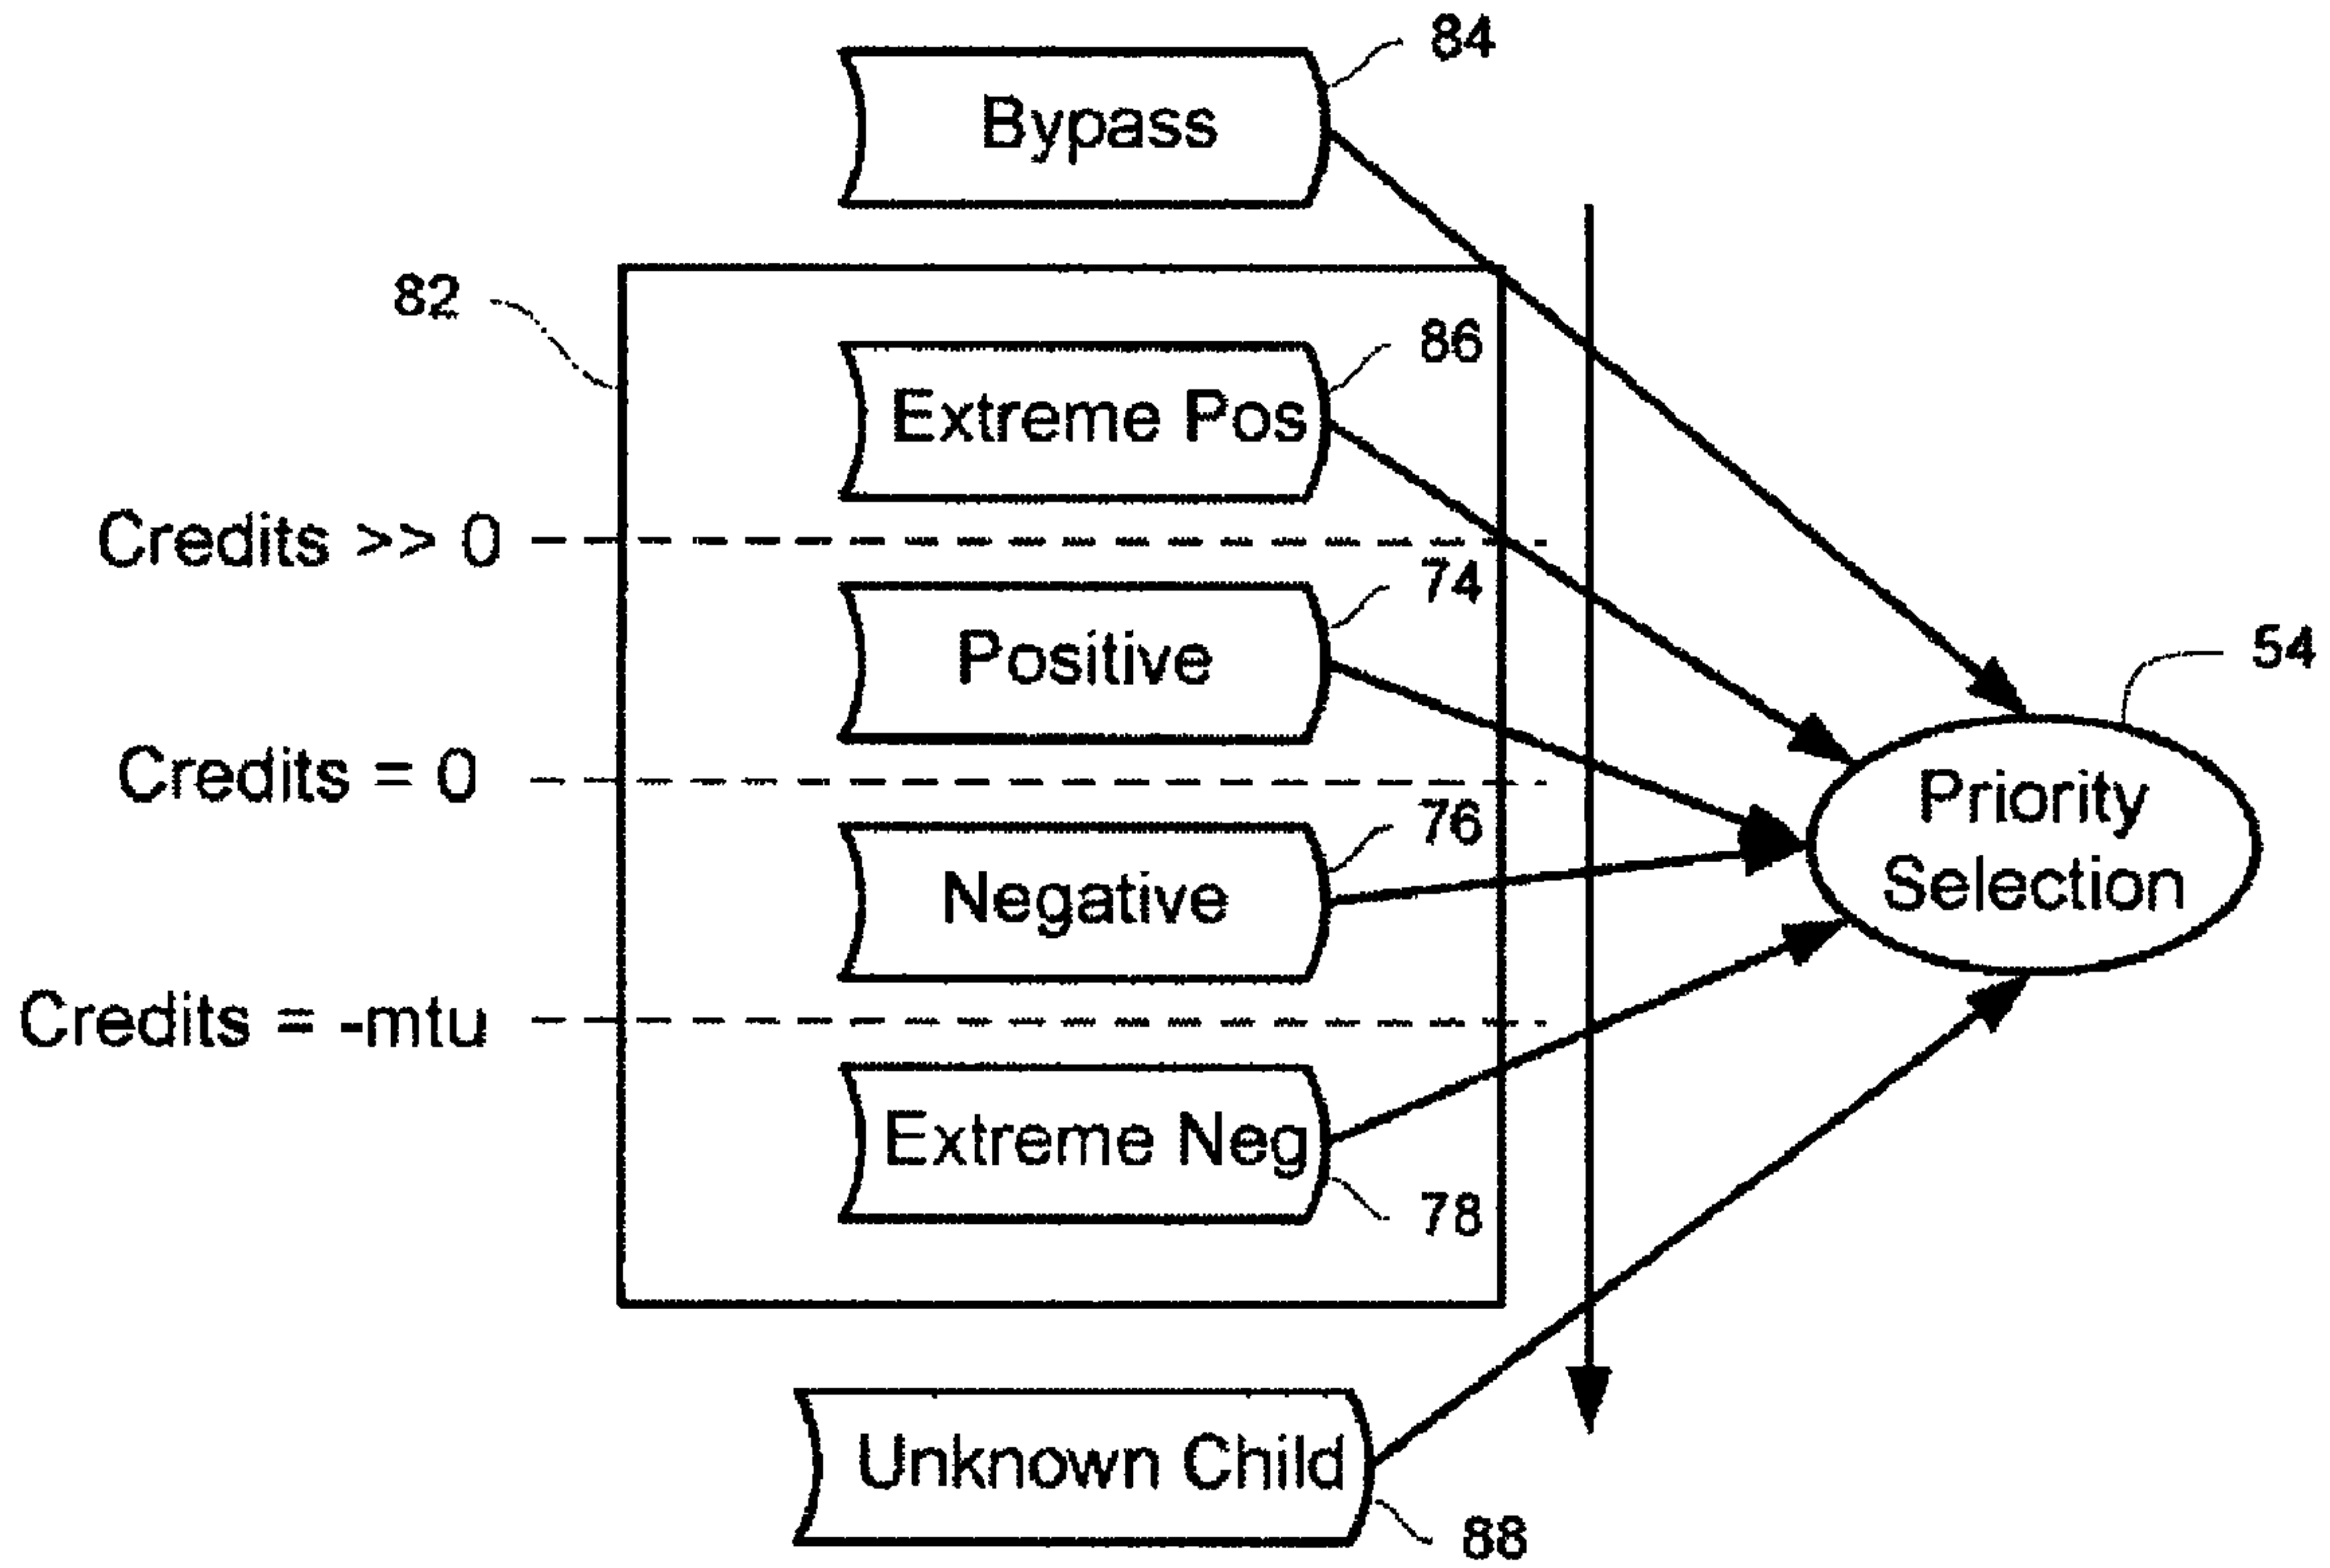 84
Bypass
82
86
Extreme Pos
Credits >> 0
74
Positive
54
Credits = 0
Priority
Selection
76
Negative
Credits = -mtu
Extreme Neg
78
Unknown Child
88